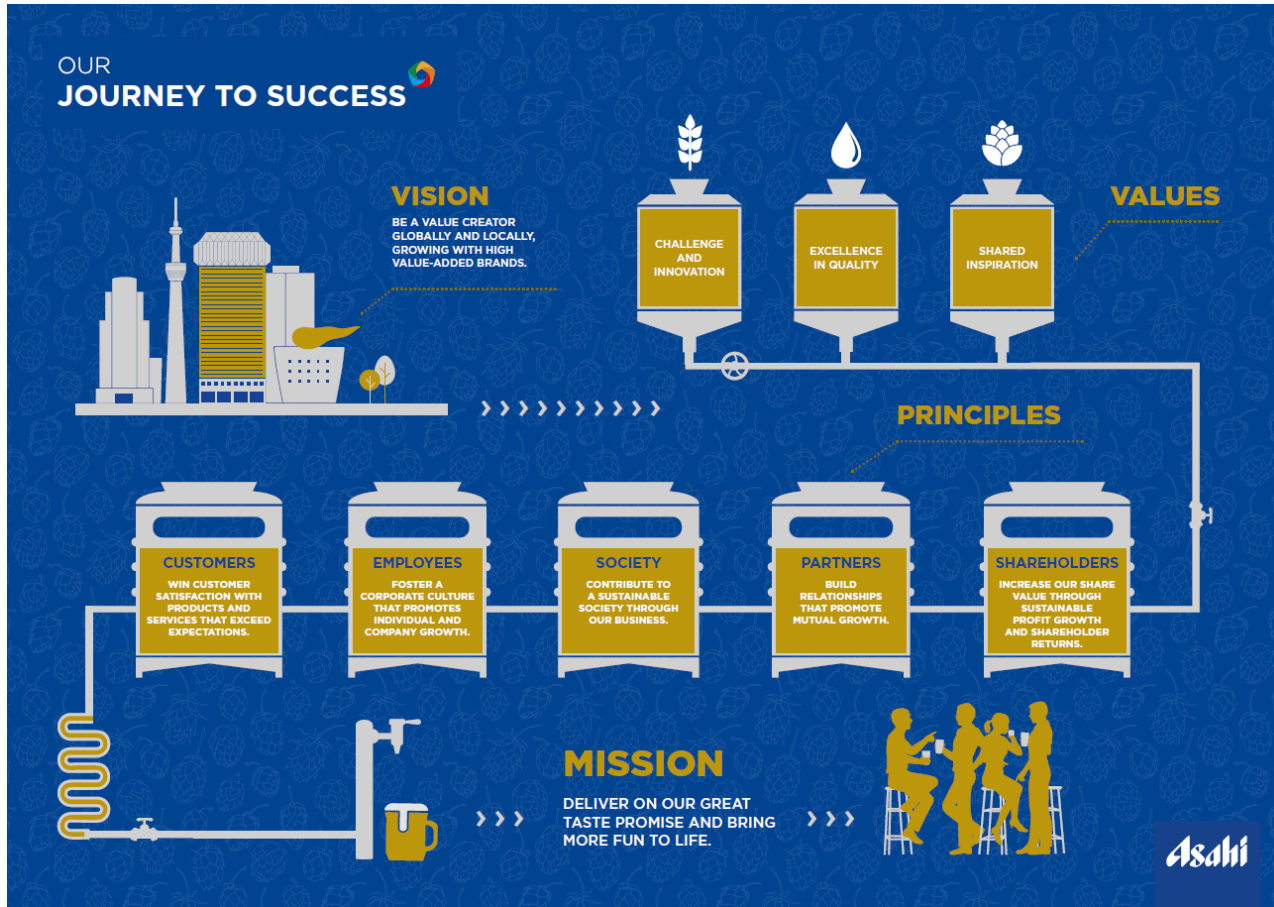 OUR
JOURNEY TO SUCCESS
VISION
BE A VALUE CREATOR
GLOBALLY AND LOCALLY,
GROWING WITH HIGH
VALUE-ADDED BRANDS.
CHALLENGE
AND
INNOVATION
EXCELLENCE
IN QUALITY
SHARED
INSPIRATION
VALUES
PRINCIPLES
CUSTOMERS
WIN CUSTOMER
SATISFACTION WITH
PRODUCTS AND
SERVICES THAT EXCEED
EXPECTATIONS.
EMPLOYEES
FOSTER A
CORPORATE CULTURE
THAT PROMOTES
INDIVIDUAL AND
COMPANY GROWTH.
SOCIETY
CONTRIBUTE TO
A SUSTAINABLE
SOCIETY THROUGH
OUR BUSINESS.
PARTNERS
BUILD
RELATIONSHIPS
THAT PROMOTE
MUTUAL GROWTH.
SHAREHOLDERS
INCREASE OUR SHARE
VALUE THROUGH
SUSTAINABLE
PROFIT GROWTH
AND SHAREHOLDER
RETURNS.
MISSION
DELIVER ON OUR GREAT
TASTE PROMISE AND BRING
MORE FUN TO LIFE.
Asahi